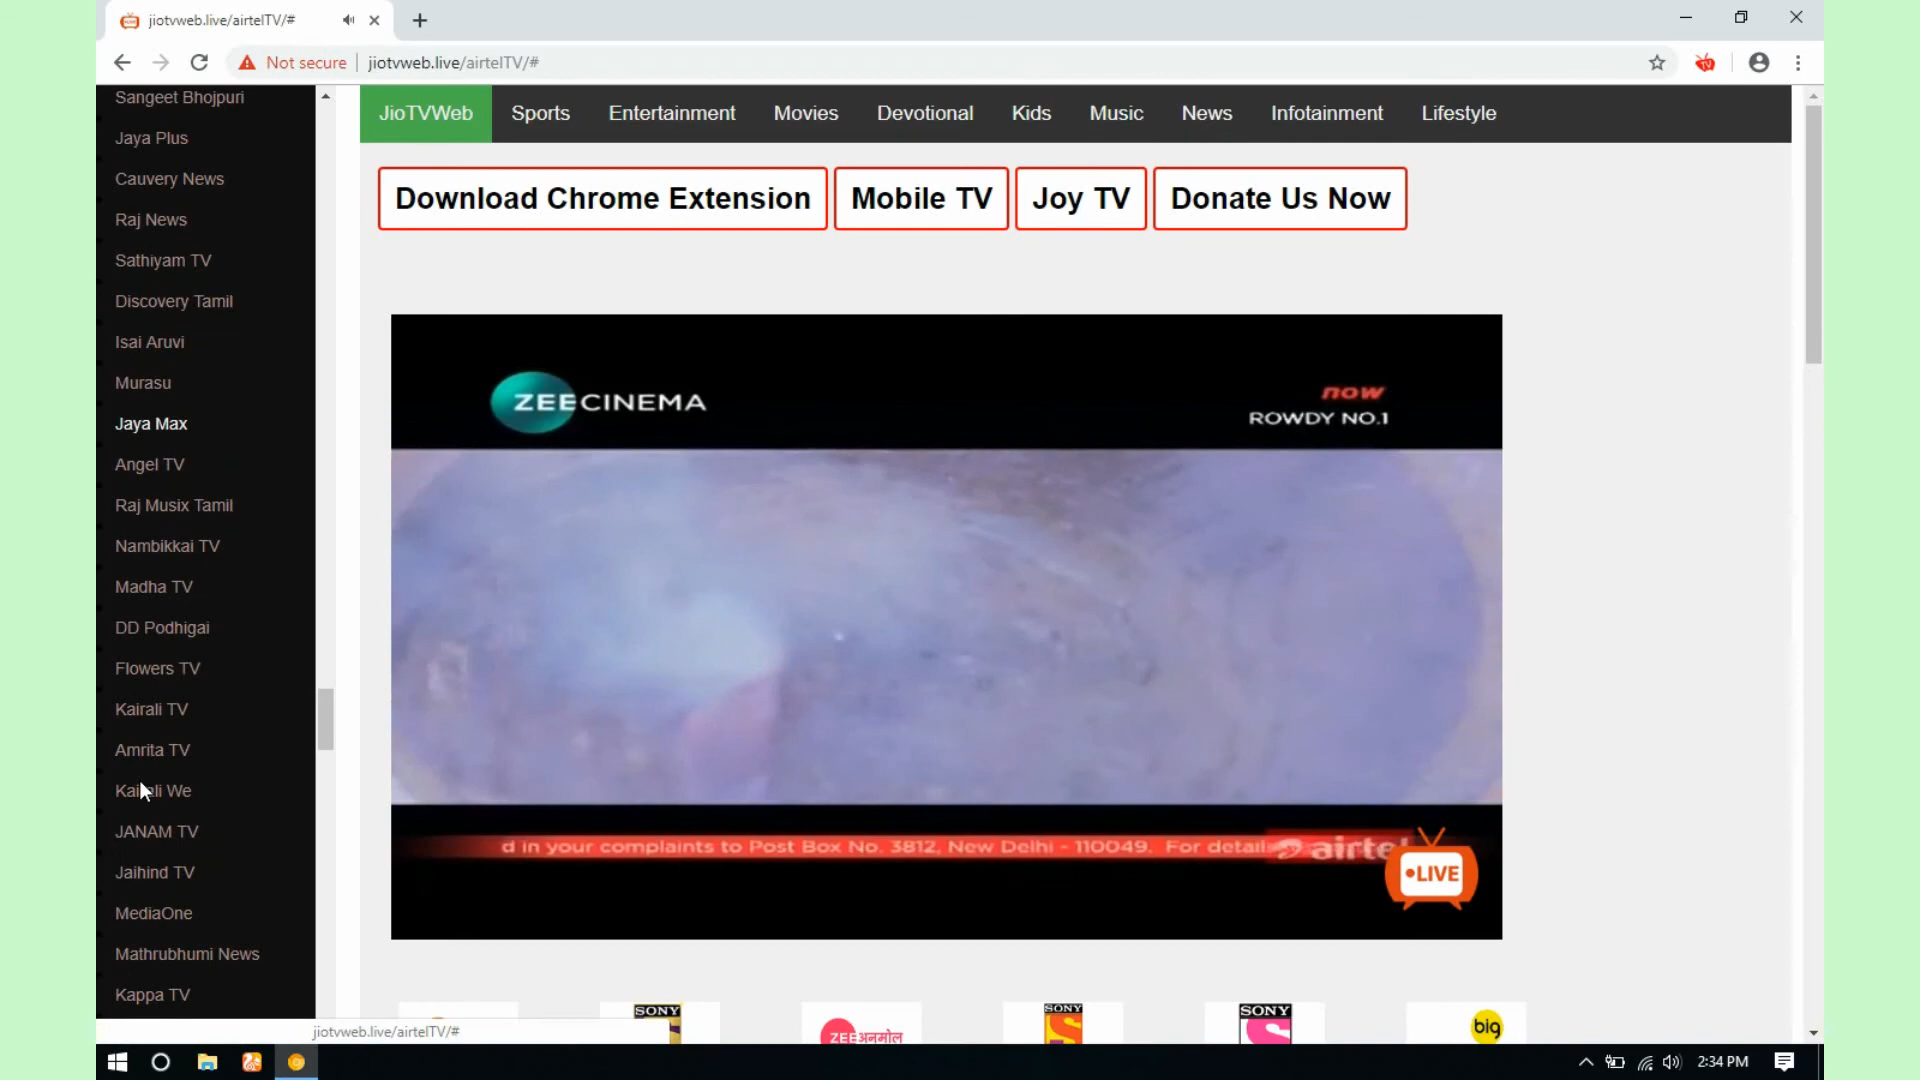 jiotvweb.live/airtelTV/#
Not secure
jiotvweb.live/airtelTV/#
Sangeet Bhojpuri
Jaya Plus
Cauvery News
Raj News
Sathiyam TV
Discovery Tamil
Isai Aruvi
Murasu
Jaya Max
Angel TV
Raj Musix Tamil
Nambikkai TV
Madha TV
DD Podhigai
Flowers TV
Kairali TV
Amrita TV
Kairali We
JANAM TV
Jaihind TV
MediaOne
Mathrubhumi News
Kappa TV
JioTVWeb Sports Entertainment Movies Devotional Kids Music News Infotainment Lifestyle
Download Chrome Extension Mobile TV Joy TV Donate Us Now
ZEECINEMA
now
ROWDY NO.1
d in your complaints to Post Box No. 3812, New Delhi - 110049. For details
airtel
•LIVE
SONY
ZEE अनमोल
SONY
SONY
S
big
jiotvweb.live/airtelTV/#
2:34 PM